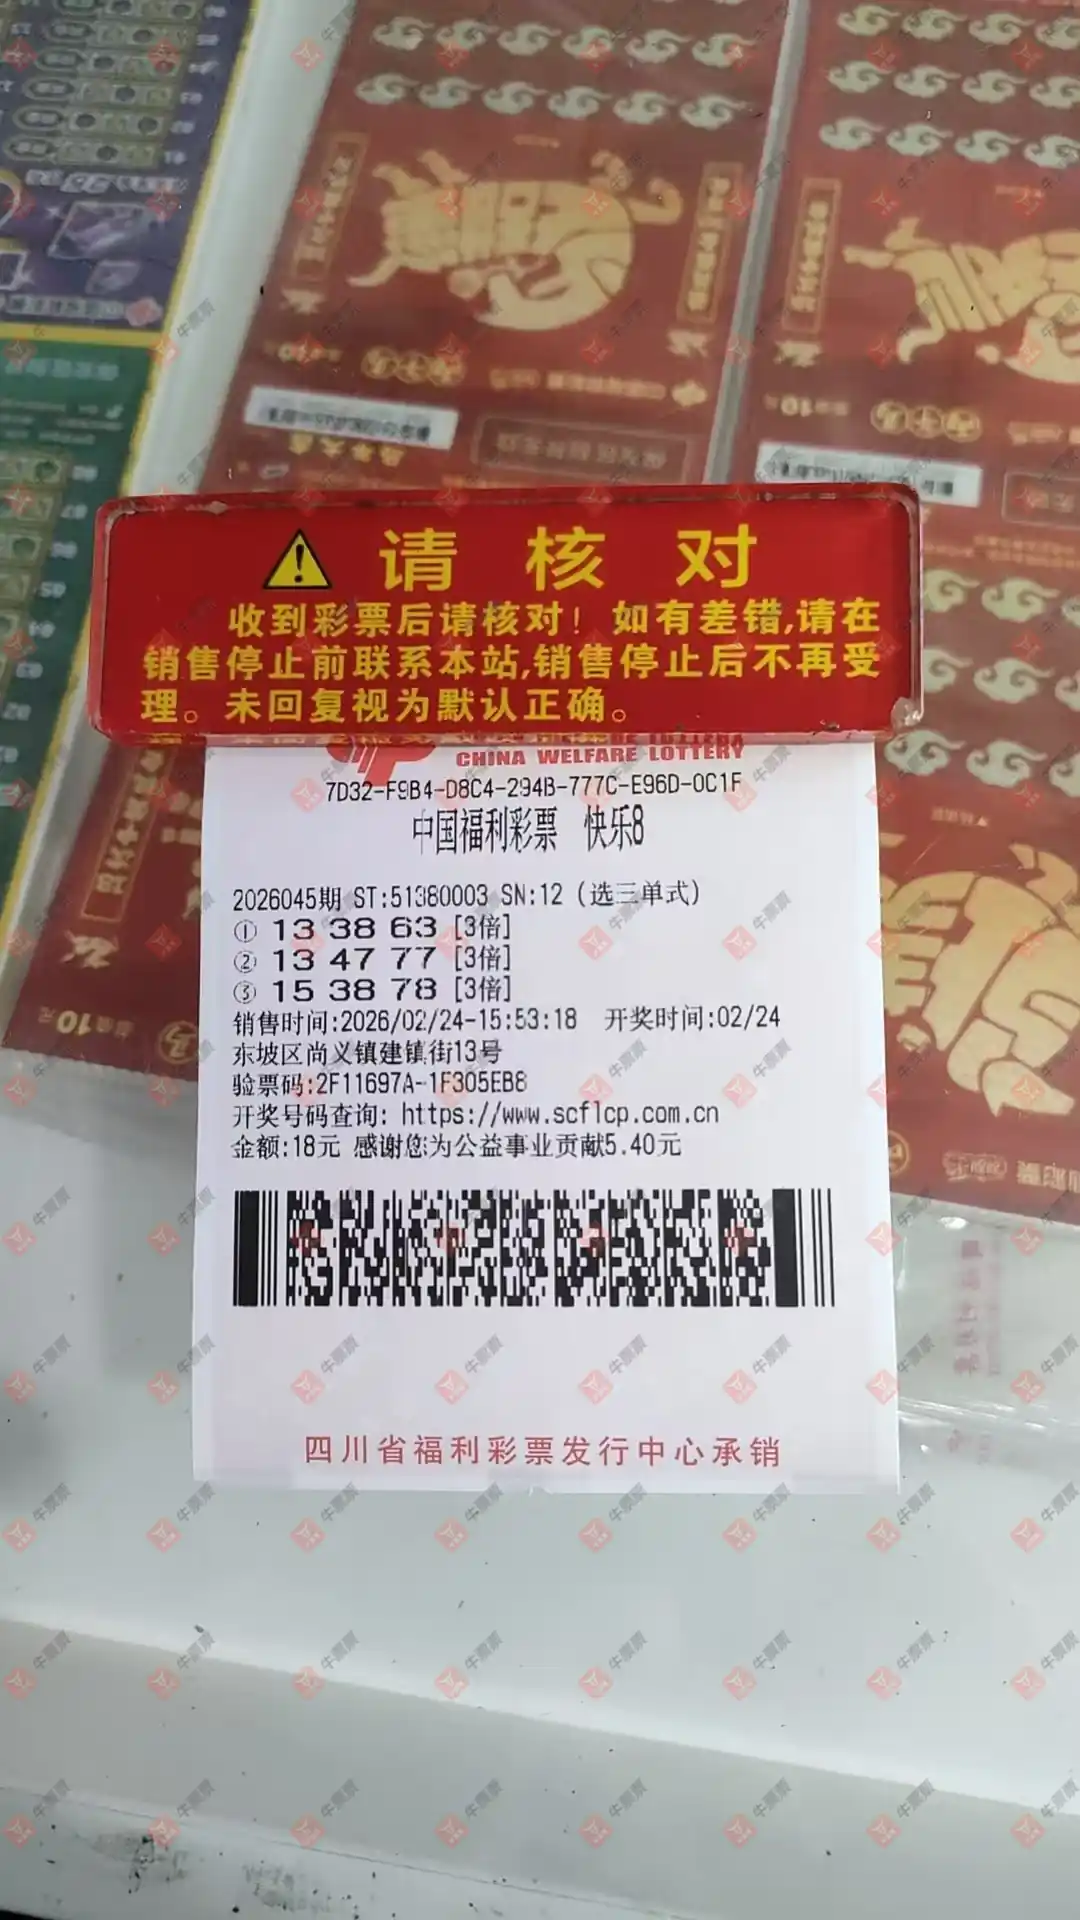 请核对
收到彩票后请核对！如有差错,请在
销售停止前联系本站,销售停止后不再受
理。未回复视为默认正确。
CHINA WELFARE LOTTERY
7D32-F9B4-D8C4-294B-777C-E96D-0C1F
中国福利彩票 快乐8
2026045期 ST:51380003 SN:12 (选三单式)
① 13 38 63 [3倍]
② 13 47 77 [3倍]
③ 15 38 78 [3倍]
销售时间:2026/02/24-15:53:18 开奖时间:02/24
东坡区尚义镇建镇街13号
验票码:2F11697A-1F305EB8
开奖号码查询: https://www.scflcp.com.cn
金额:18元 感谢您为公益事业贡献5.40元
四川省福利彩票发行中心承销
牛票票